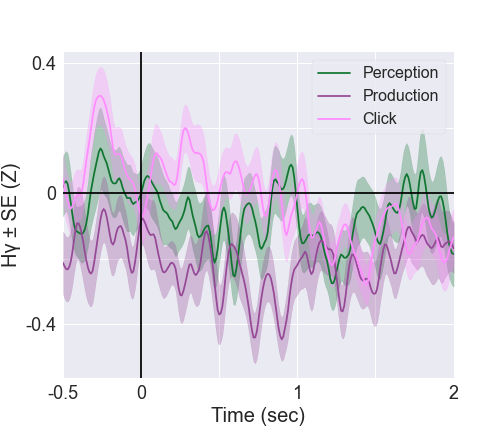 Perception
Production
Click
0.4
0
-0.4
Hγ ± SE (Z)
-0.5
0
1
2
Time (sec)